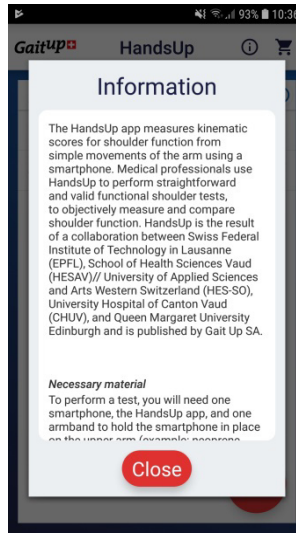 93% 10:36
Gaitup HandsUp
Information
The HandsUp app measures kinematic
scores for shoulder function from
simple movements of the arm using a
smartphone. Medical professionals use
HandsUp to perform straightforward
and valid functional shoulder tests,
to objectively measure and compare
shoulder function. HandsUp is the result
of a collaboration between Swiss Federal
Institute of Technology in Lausanne
(EPFL), School of Health Sciences Vaud
(HESAV)// University of Applied Sciences
and Arts Western Switzerland (HES-SO),
University Hospital of Canton Vaud
(CHUV), and Queen Margaret University
Edinburgh and is published by Gait Up SA.
Necessary material
To perform a test, you will need one
smartphone, the HandsUp app, and one
armband to hold the smartphone in place
on the upper arm (example: neoprene
Close